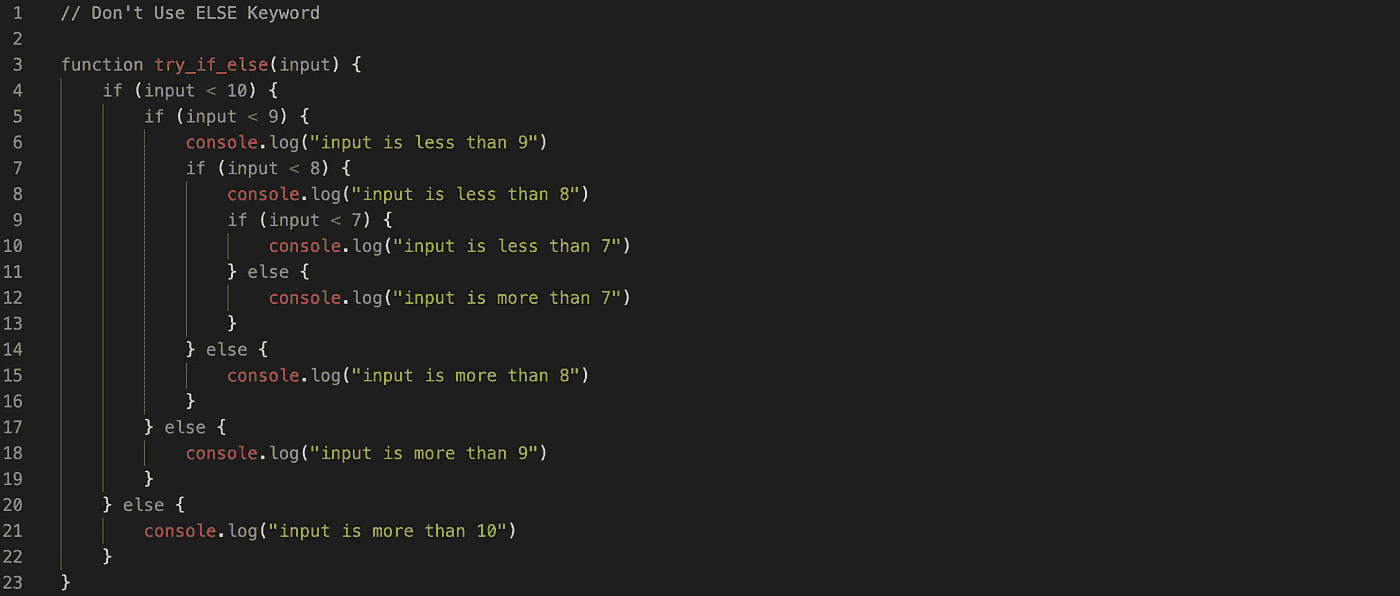 1 // Don't Use ELSE Keyword
2
3 function try_if_else(input) {
4     if (input < 10) {
5         if (input < 9) {
6             console.log("input is less than 9")
7             if (input < 8) {
8                 console.log("input is less than 8")
9                 if (input < 7) {
10                     console.log("input is less than 7")
11                 } else {
12                     console.log("input is more than 7")
13                 }
14             } else {
15                 console.log("input is more than 8")
16             }
17         } else {
18             console.log("input is more than 9")
19         }
20     } else {
21         console.log("input is more than 10")
22     }
23 }